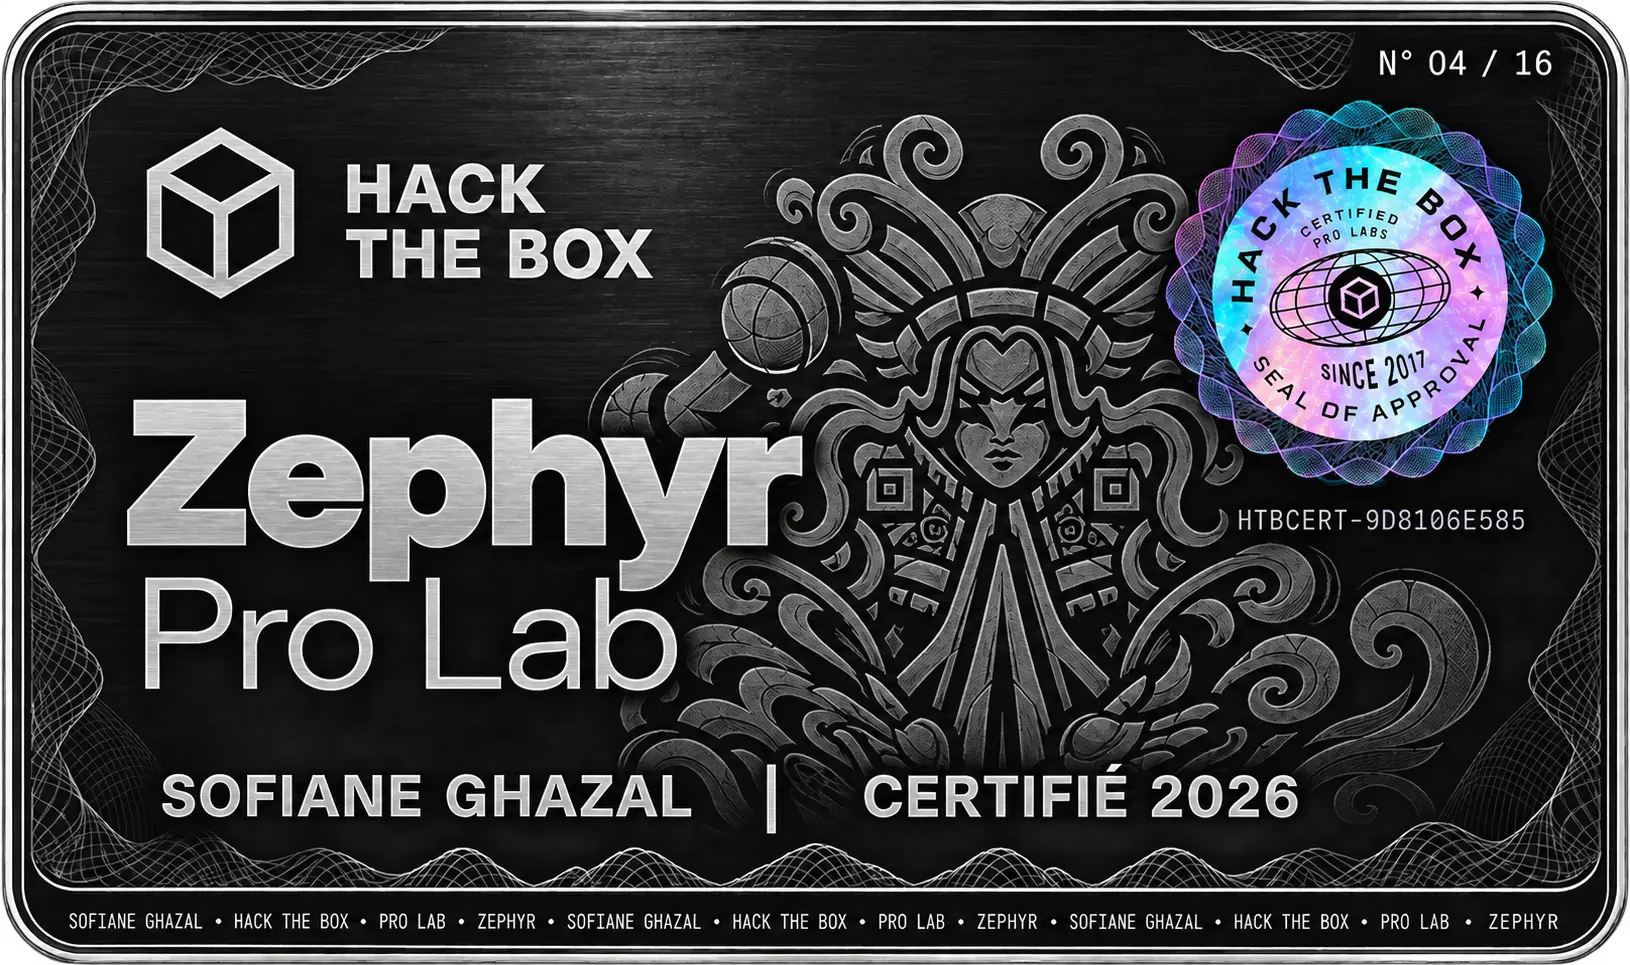 N° 04 / 16
HACK
THE BOX
HACK THE BOX
CERTIFIED
PRO LABS
SINCE 2017
SEAL OF APPROVAL
HTBCERT-9D8106E585
Zephyr
Pro Lab
SOFIANE GHAZAL | CERTIFIÉ 2026
SOFIANE GHAZAL • HACK THE BOX • PRO LAB • ZEPHYR • SOFIANE GHAZAL • HACK THE BOX • PRO LAB • ZEPHYR • SOFIANE GHAZAL • HACK THE BOX • PRO LAB • ZEPHYR